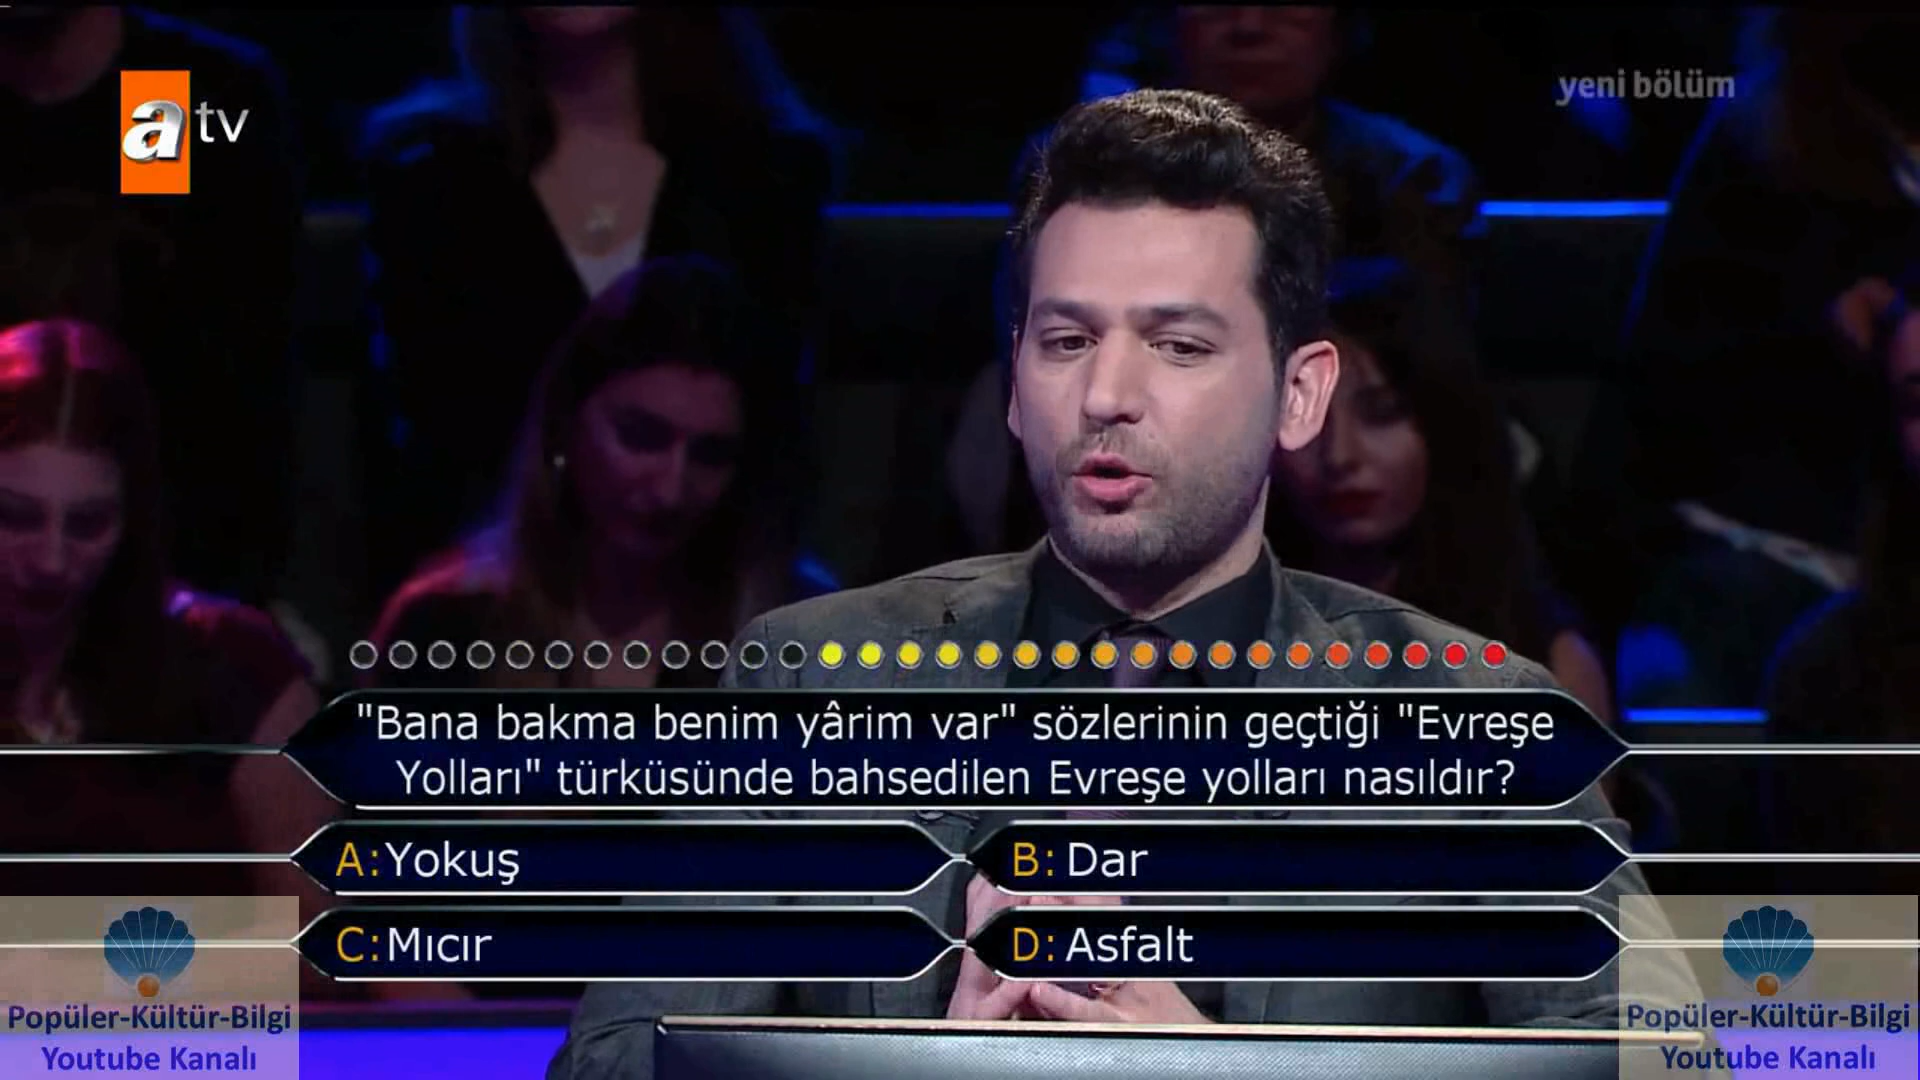 a tv
yeni bölüm
"Bana bakma benim yârim var" sözlerinin geçtiği "Evreşe
Yolları" türküsünde bahsedilen Evreşe yolları nasıldır?
A: Yokuş
B: Dar
C: Mıcır
D: Asfalt
Popüler-Kültür-Bilgi
Youtube Kanalı
Popüler-Kültür-Bilgi
Youtube Kanalı